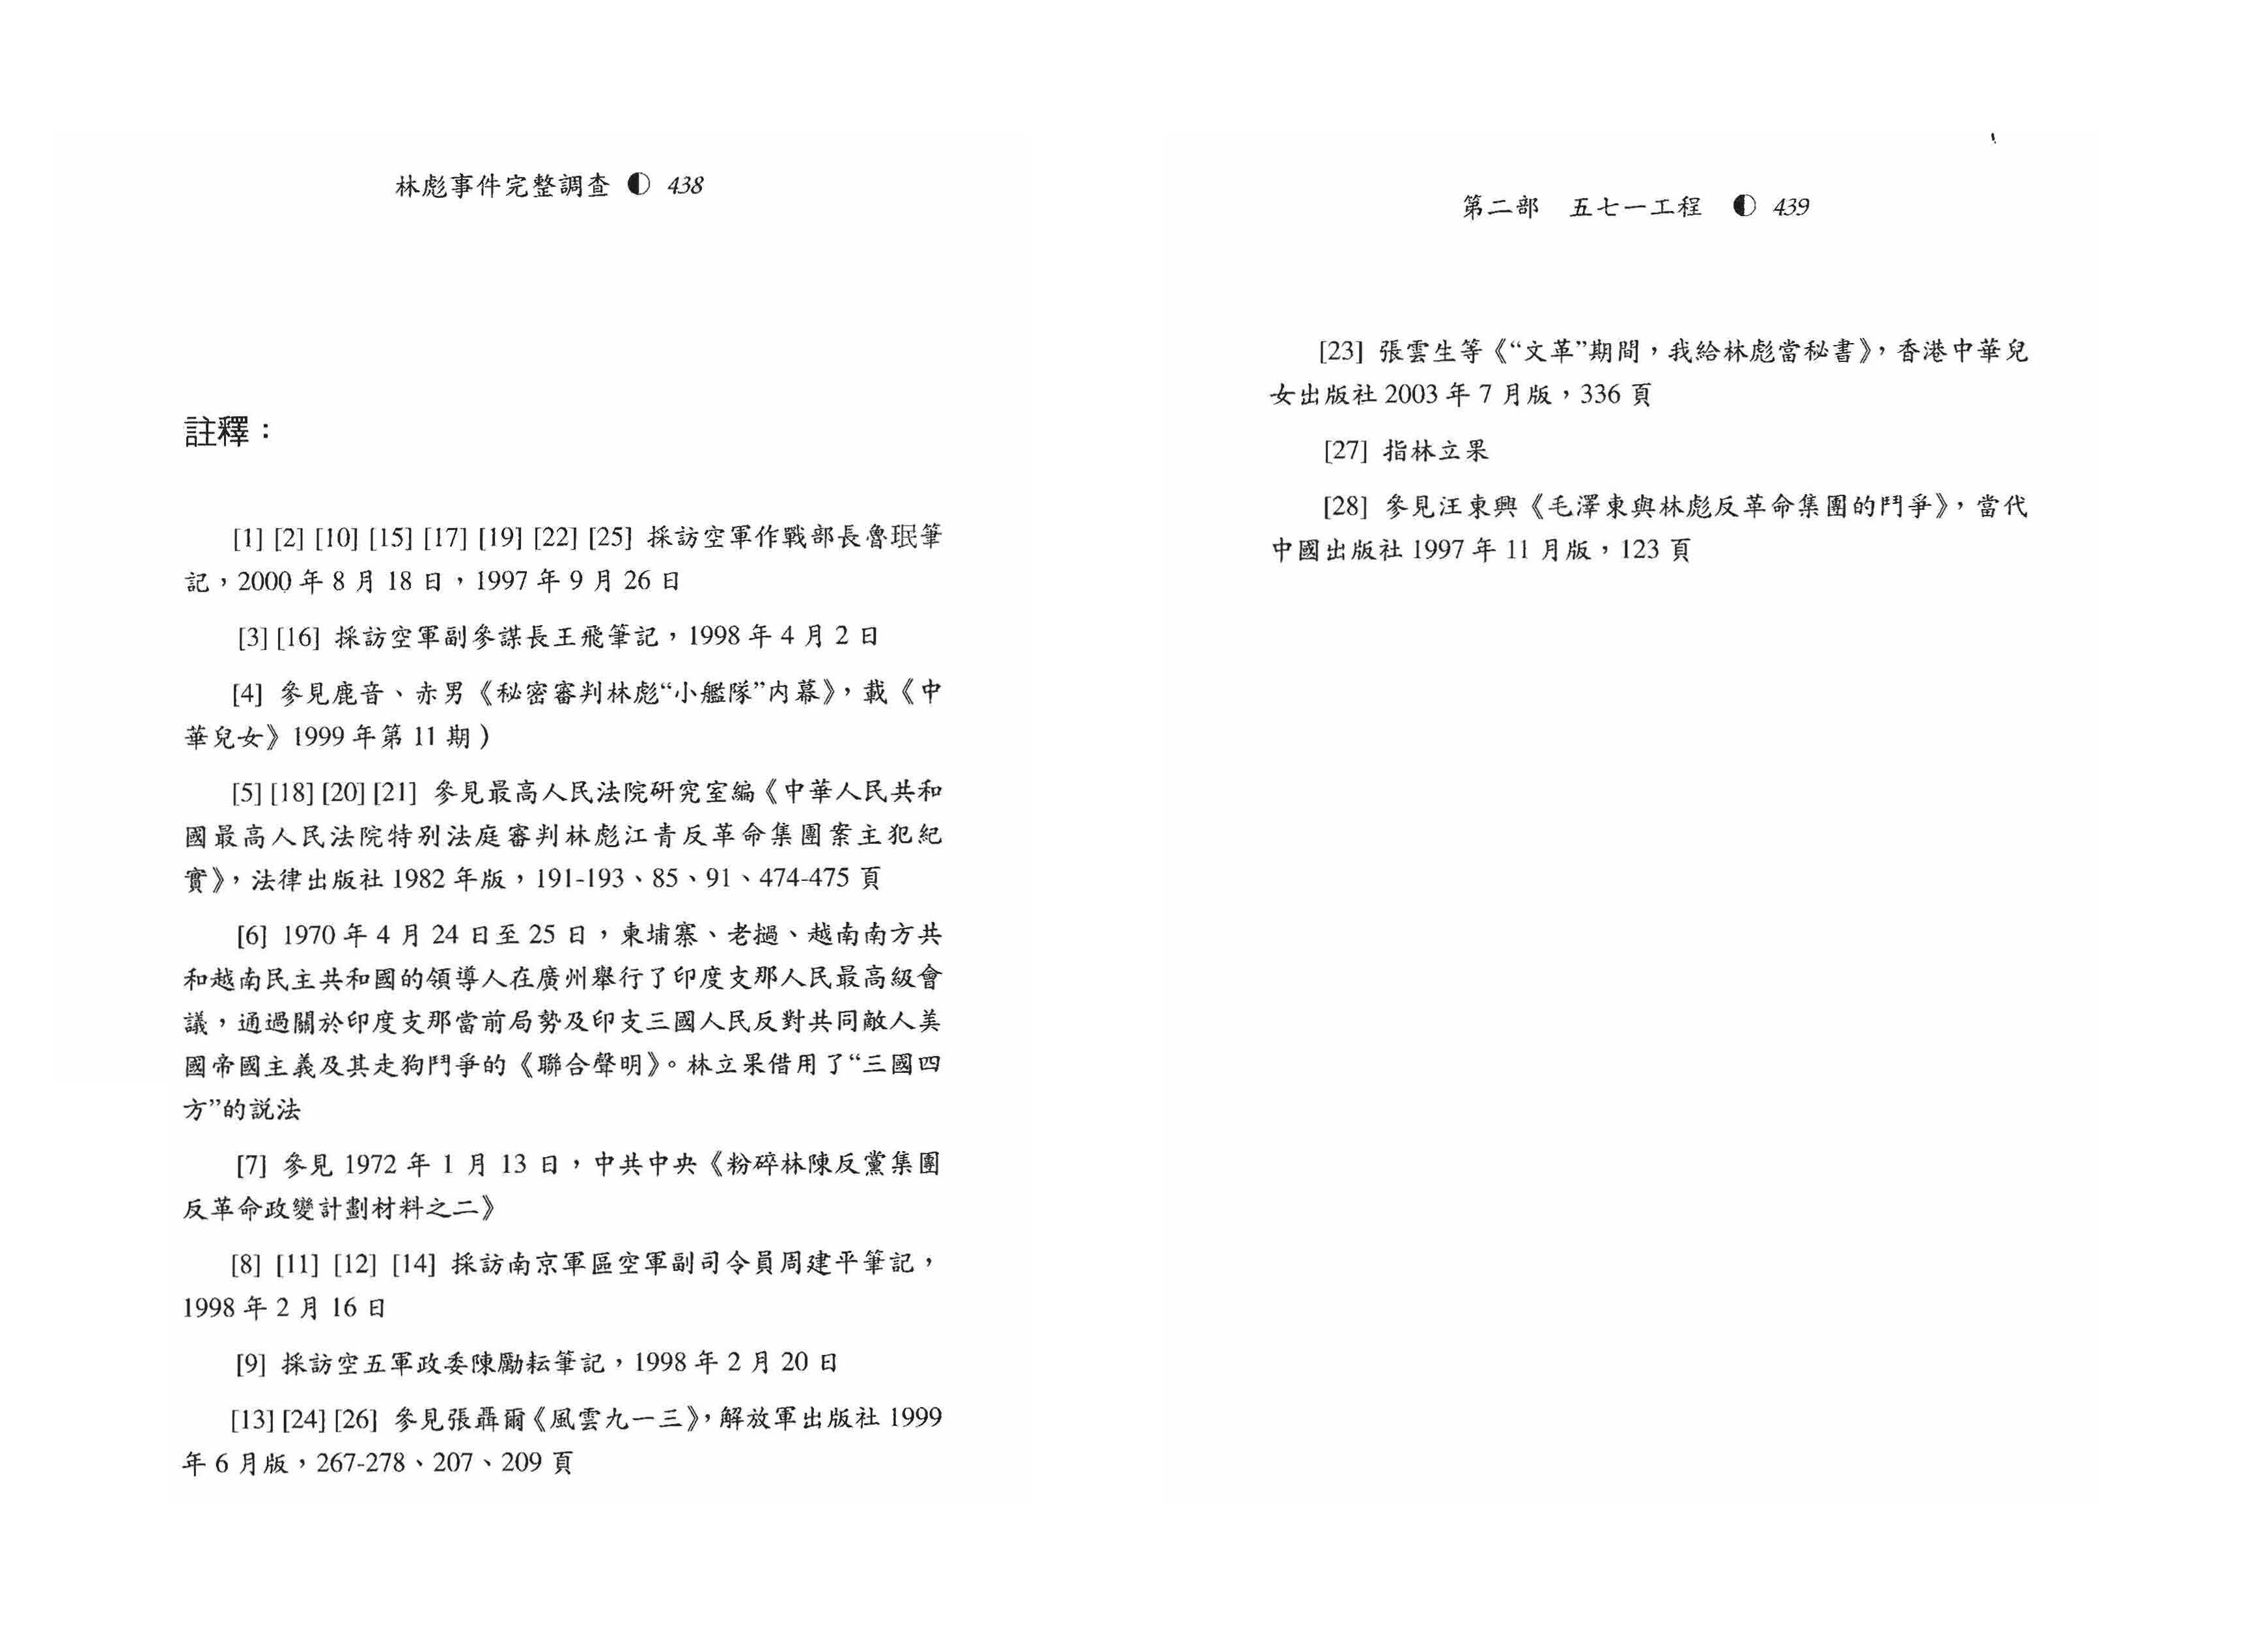 林彪事件完整調查 438
註釋：
[1] [2] [10] [15] [17] [19] [22] [25] 採訪空軍作戰部長魯珉筆
記，2000 年 8 月 18 日，1997 年 9 月 26 日
[3] [16] 採訪空軍副參謀長王飛筆記，1998 年 4 月 2 日
[4] 參見鹿音、赤男《秘密審判林彪“小艦隊”内幕》，載《中
華兒女》1999 年第 11 期）
[5] [18] [20] [21] 參見最高人民法院研究室編《中華人民共和
國最高人民法院特别法庭審判林彪江青反革命集團案主犯紀
實》，法律出版社 1982 年版，191-193、85、91、474-475 頁
[6] 1970 年 4 月 24 日至 25 日，柬埔寨、老撾、越南南方共
和越南民主共和國的領導人在廣州舉行了印度支那人民最高級會
議，通過關於印度支那當前局勢及印支三國人民反對共同敵人美
國帝國主義及其走狗鬥爭的《聯合聲明》。林立果借用了“三國四
方”的説法
[7] 參見 1972 年 1 月 13 日，中共中央《粉碎林陳反黨集團
反革命政變計劃材料之二》
[8] [11] [12] [14] 採訪南京軍區空軍副司令員周建平筆記，
1998 年 2 月 16 日
[9] 採訪空五軍政委陳勵耘筆記，1998 年 2 月 20 日
[13] [24] [26] 參見張聶爾《風雲九一三》，解放軍出版社 1999
年 6 月版，267-278、207、209 頁
第二部 五七一工程 439
[23] 張雲生等《“文革”期間，我給林彪當秘書》，香港中華兒
女出版社 2003 年 7 月版，336 頁
[27] 指林立果
[28] 參見汪東興《毛澤東與林彪反革命集團的鬥爭》，當代
中國出版社 1997 年 11 月版，123 頁